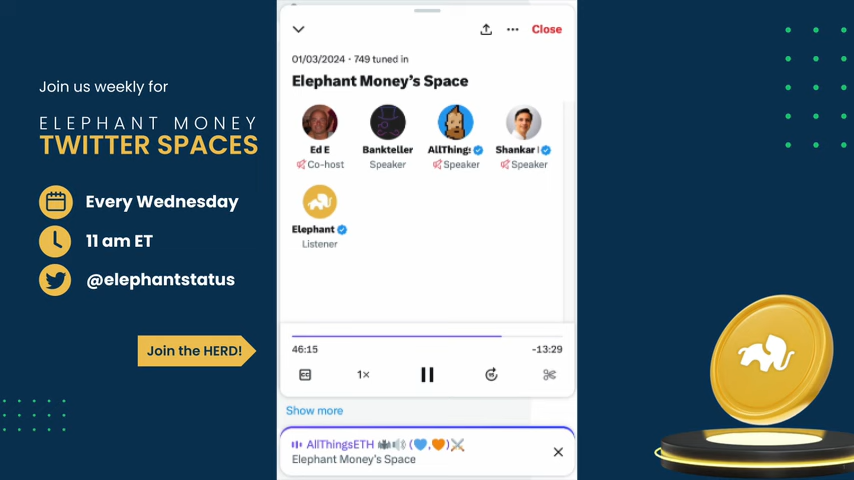 Join us weekly for
ELEPHANT MONEY
TWITTER SPACES
Every Wednesday
11 am ET
@elephantstatus
Join the HERD!
Close
01/03/2024 · 749 tuned in
Elephant Money's Space
Ed E
Co-host
Bankteller
Speaker
AllThing:
Speaker
Shankar
Speaker
Elephant
Listener
46:15
-13:29
CC
1×
Show more
AllThingsETH 🦇🔊 (💙,🧡)⚔️
Elephant Money's Space